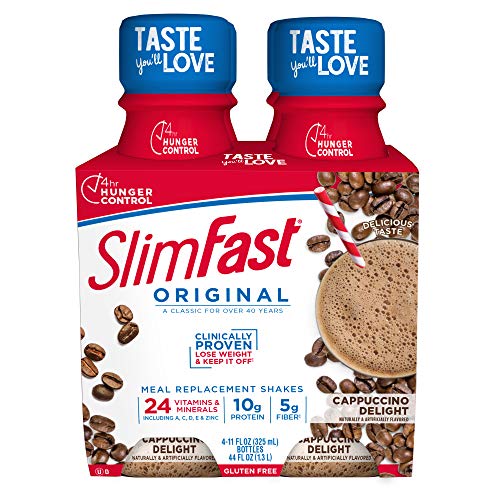 TASTE
you'll
LOVE
TASTE
you'll
LOVE
4hr
HUNGER
CONTROL
4hr
HUNGER
CONTROL
TASTE
you'll LOVE
4hr
HUNGER
CONTROL
DELICIOUS
TASTE
SlimFast®
ORIGINAL
A CLASSIC FOR OVER 40 YEARS
CLINICALLY
PROVEN
LOSE WEIGHT
& KEEP IT OFF†
MEAL REPLACEMENT SHAKES
24 VITAMINS &
MINERALS
INCLUDING A, C, D, E & ZINC
10g
PROTEIN
5g
FIBER
CAPPUCCINO
DELIGHT
NATURALLY & ARTIFICIALLY FLAVORED
4-11 FL OZ (325 mL)
BOTTLES
44 FL OZ (1.3 L)
CAPPUCCINO
DELIGHT
NATURALLY & ARTIFICIALLY FLAVORED
CAPPUCCINO
DELIGHT
NATURALLY & ARTIFICIALLY FLAVORED
U D
GLUTEN FREE